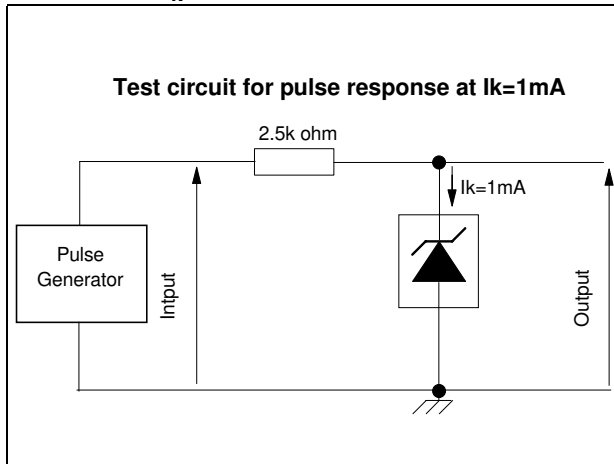 Test circuit for pulse response at Ik=1mA
2.5k ohm
Ik=1mA
Pulse
Generator
Intput
Output